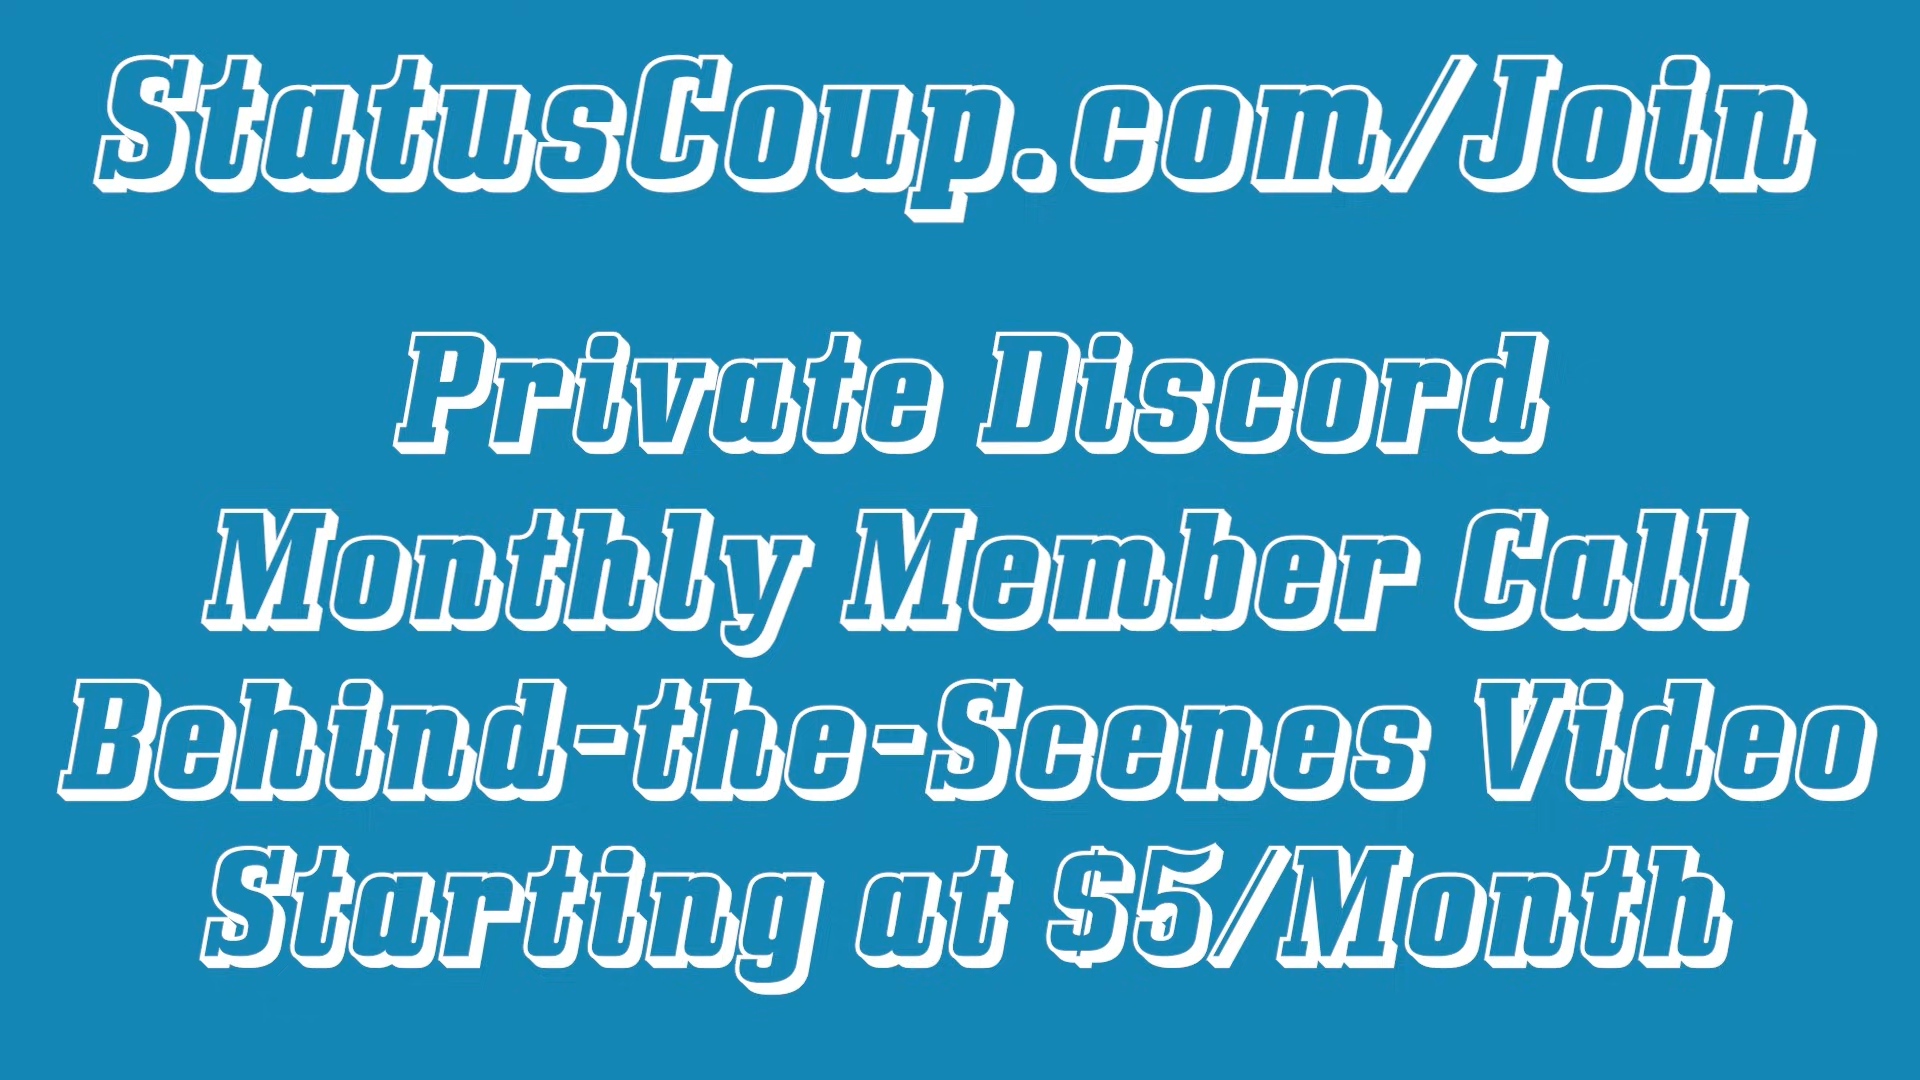 StatusCoup.com/Join
Private Discord
Monthly Member Call
Behind-the-Scenes Video
Starting at $5/Month